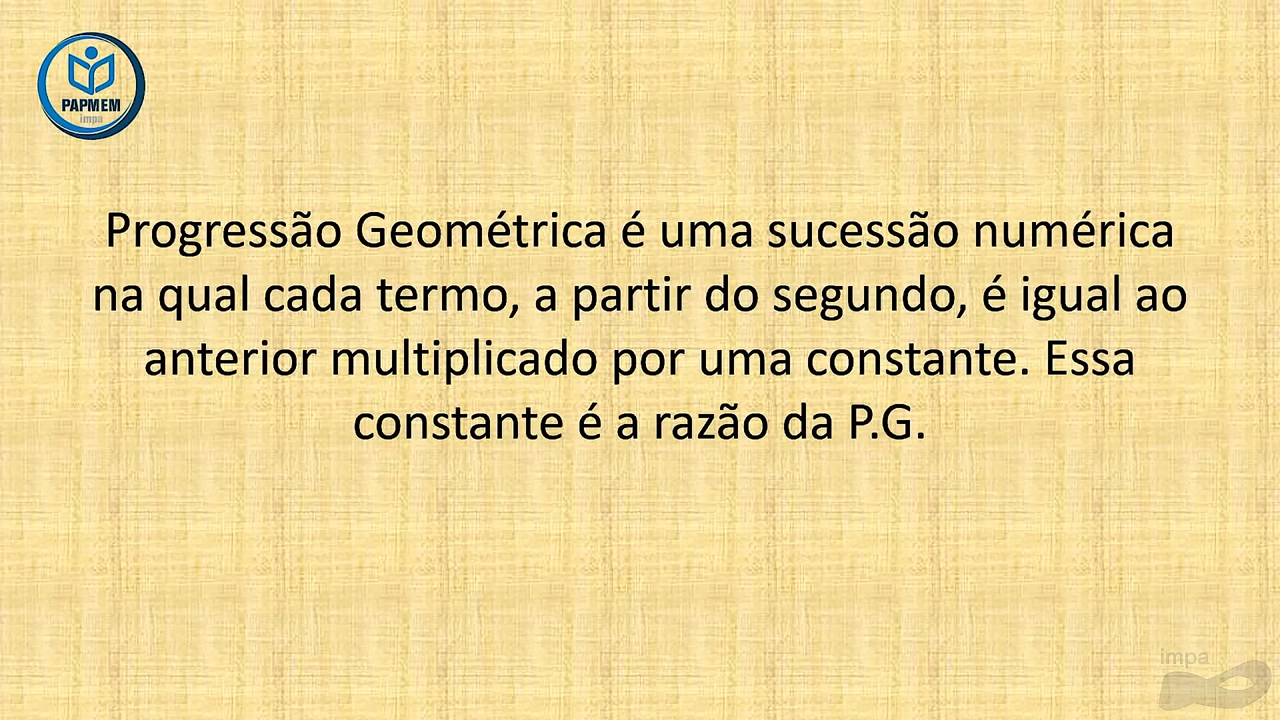 PAPMEM
impa
Progressão Geométrica é uma sucessão numérica
na qual cada termo, a partir do segundo, é igual ao
anterior multiplicado por uma constante. Essa
constante é a razão da P.G.
impa